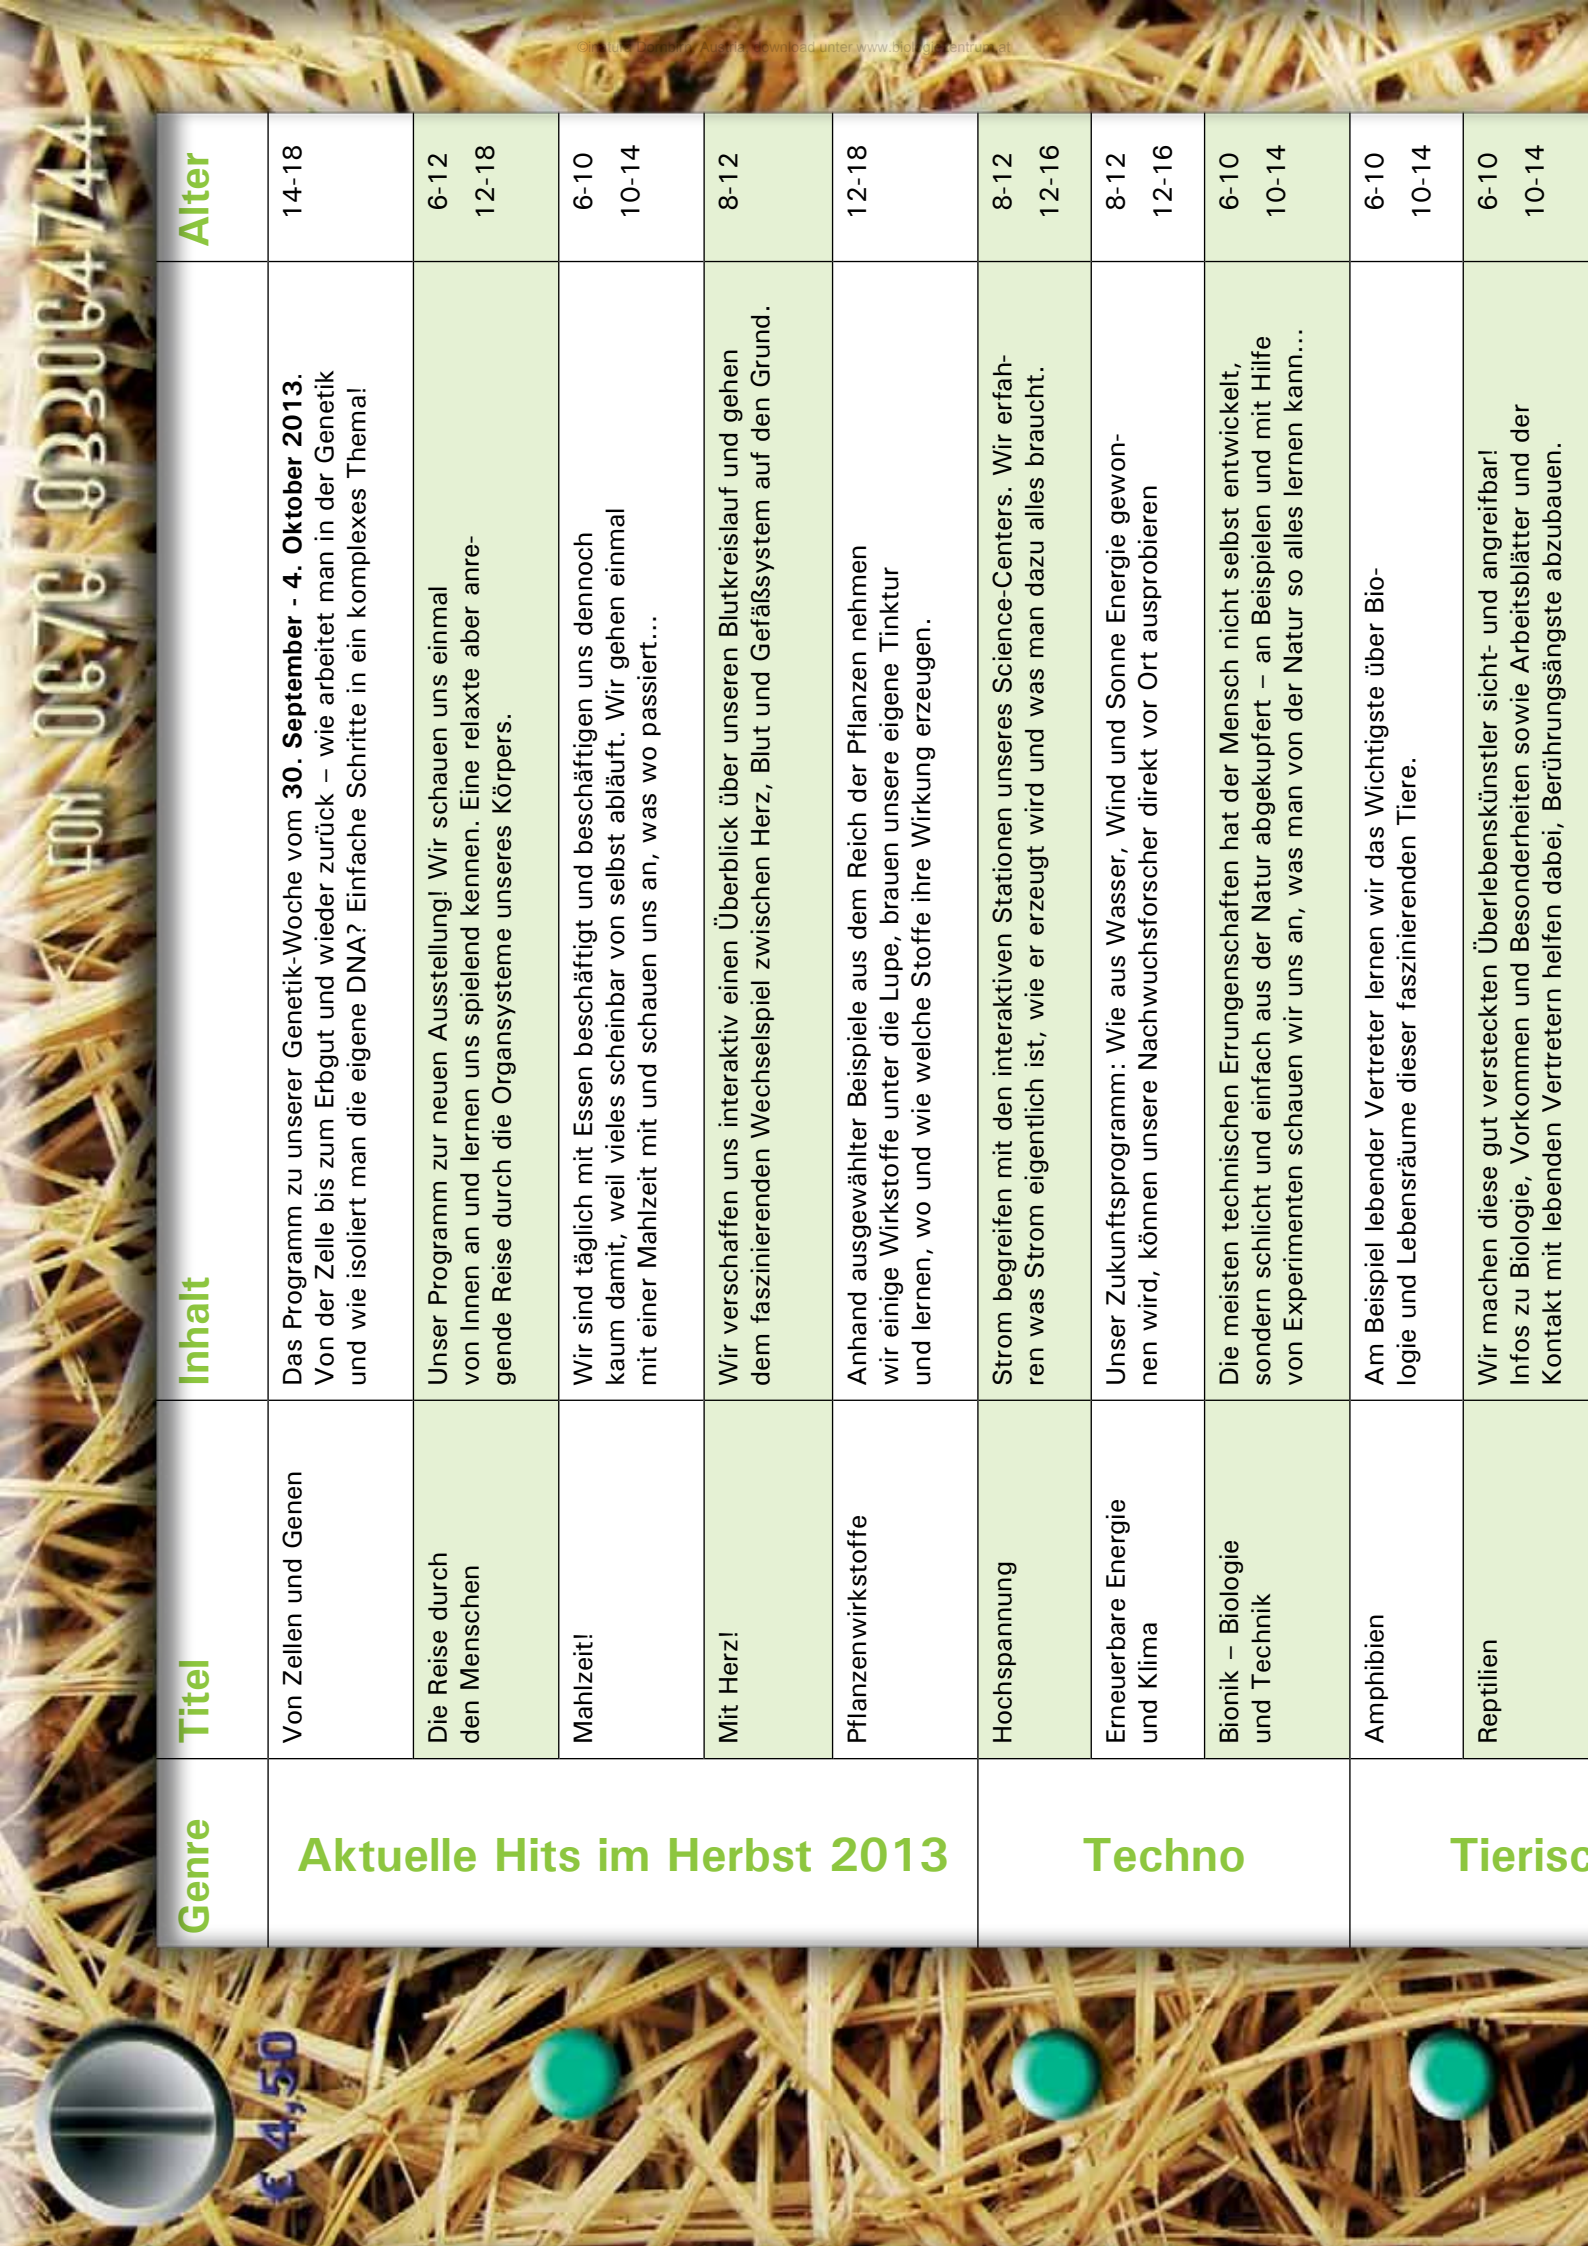 ©inatura Dornbirn, Austria, download unter www.biologiezentrum.at
FON 0676 83306 4744
Genre
Titel
Inhalt
Alter
Aktuelle Hits im Herbst 2013
Von Zellen und Genen
Das Programm zu unserer Genetik-Woche vom 30. September - 4. Oktober 2013.
Von der Zelle bis zum Erbgut und wieder zurück – wie arbeitet man in der Genetik
und wie isoliert man die eigene DNA? Einfache Schritte in ein komplexes Thema!
14-18
Die Reise durch
den Menschen
Unser Programm zur neuen Ausstellung! Wir schauen uns einmal
von Innen an und lernen uns spielend kennen. Eine relaxte aber anre-
gende Reise durch die Organsysteme unseres Körpers.
6-12
12-18
Mahlzeit!
Wir sind täglich mit Essen beschäftigt und beschäftigen uns dennoch
kaum damit, weil vieles scheinbar von selbst abläuft. Wir gehen einmal
mit einer Mahlzeit mit und schauen uns an, was wo passiert...
6-10
10-14
Mit Herz!
Wir verschaffen uns interaktiv einen Überblick über unseren Blutkreislauf und gehen
dem faszinierenden Wechselspiel zwischen Herz, Blut und Gefäßsystem auf den Grund.
8-12
Pflanzenwirkstoffe
Anhand ausgewählter Beispiele aus dem Reich der Pflanzen nehmen
wir einige Wirkstoffe unter die Lupe, brauen unsere eigene Tinktur
und lernen, wo und wie welche Stoffe ihre Wirkung erzeugen.
12-18
Techno
Hochspannung
Strom begreifen mit den interaktiven Stationen unseres Science-Centers. Wir erfah-
ren was Strom eigentlich ist, wie er erzeugt wird und was man dazu alles braucht.
8-12
12-16
Erneuerbare Energie
und Klima
Unser Zukunftsprogramm: Wie aus Wasser, Wind und Sonne Energie gewon-
nen wird, können unsere Nachwuchsforscher direkt vor Ort ausprobieren
8-12
12-16
Bionik – Biologie
und Technik
Die meisten technischen Errungenschaften hat der Mensch nicht selbst entwickelt,
sondern schlicht und einfach aus der Natur abgekupfert – an Beispielen und mit Hilfe
von Experimenten schauen wir uns an, was man von der Natur so alles lernen kann...
6-10
10-14
Tierisc
Amphibien
Am Beispiel lebender Vertreter lernen wir das Wichtigste über Bio-
logie und Lebensräume dieser faszinierenden Tiere.
6-10
10-14
Reptilien
Wir machen diese gut versteckten Überlebenskünstler sicht- und angreifbar!
Infos zu Biologie, Vorkommen und Besonderheiten sowie Arbeitsblätter und der
Kontakt mit lebenden Vertretern helfen dabei, Berührungsängste abzubauen.
6-10
10-14
€ 4,50